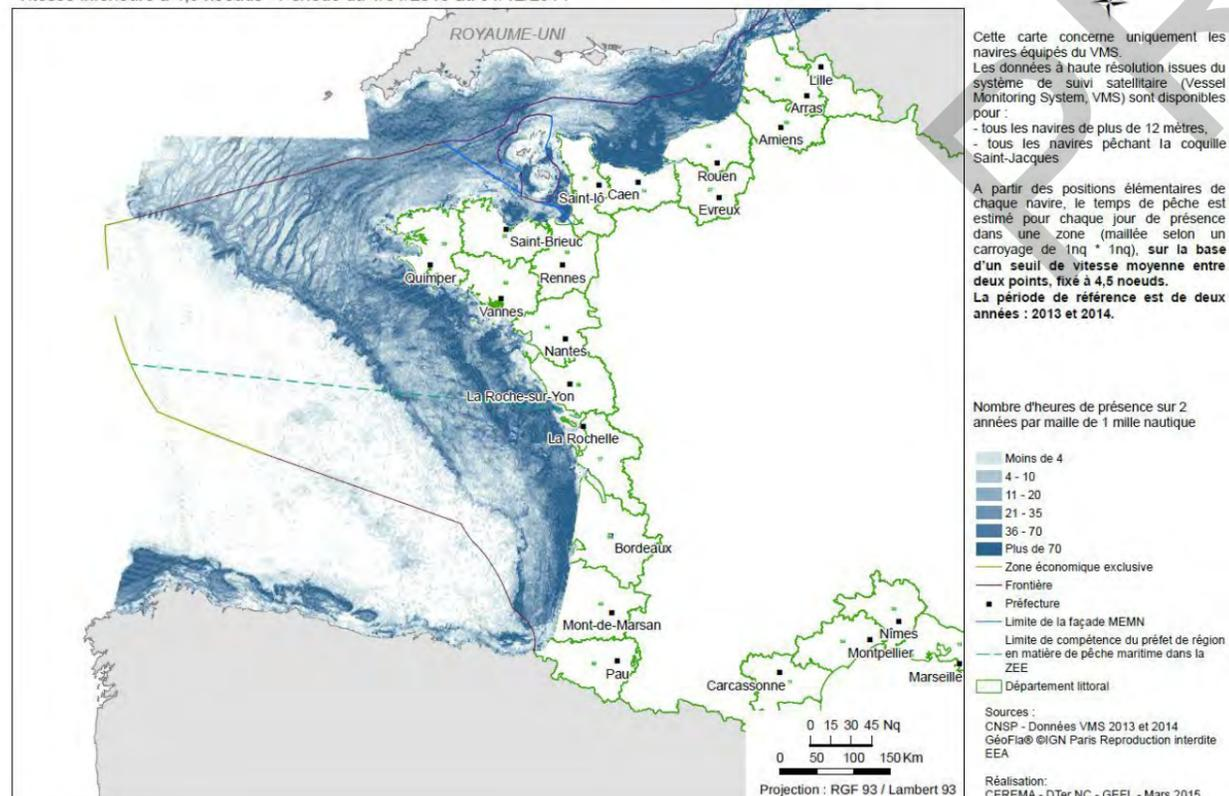 ROYAUME-UNI
Lille
Arras
Amiens
Rouen
Saint-lô
Caen
Evreux
Saint-Brieuc
Quimper
Rennes
Vannes
Nantes
La Roche-sur-Yon
La Rochelle
Bordeaux
Mont-de-Marsan
Pau
Nîmes
Montpellier
Marseille
Carcassonne
0 15 30 45 Nq
0 50 100 150 Km
Projection : RGF 93 / Lambert 93
Cette carte concerne uniquement les
navires équipés du VMS.
Les données à haute résolution issues du
système de suivi satellitaire (Vessel
Monitoring System, VMS) sont disponibles
pour :
- tous les navires de plus de 12 mètres,
- tous les navires pêchant la coquille
Saint-Jacques
A partir des positions élémentaires de
chaque navire, le temps de pêche est
estimé pour chaque jour de présence
dans une zone (maillée selon un
carroyage de 1nq * 1nq), sur la base
d'un seuil de vitesse moyenne entre
deux points, fixé à 4,5 noeuds.
La période de référence est de deux
années : 2013 et 2014.
Nombre d'heures de présence sur 2
années par maille de 1 mille nautique
Moins de 4
4 - 10
11 - 20
21 - 35
36 - 70
Plus de 70
Zone économique exclusive
Frontière
Préfecture
Limite de la façade MEMN
Limite de compétence du préfet de région
en matière de pêche maritime dans la
ZEE
Département littoral
Sources :
CNSP - Données VMS 2013 et 2014
GéoFla® ©IGN Paris Reproduction interdite
EEA
Réalisation:
CEREMA - DTer NC - GEEL - Mars 2015